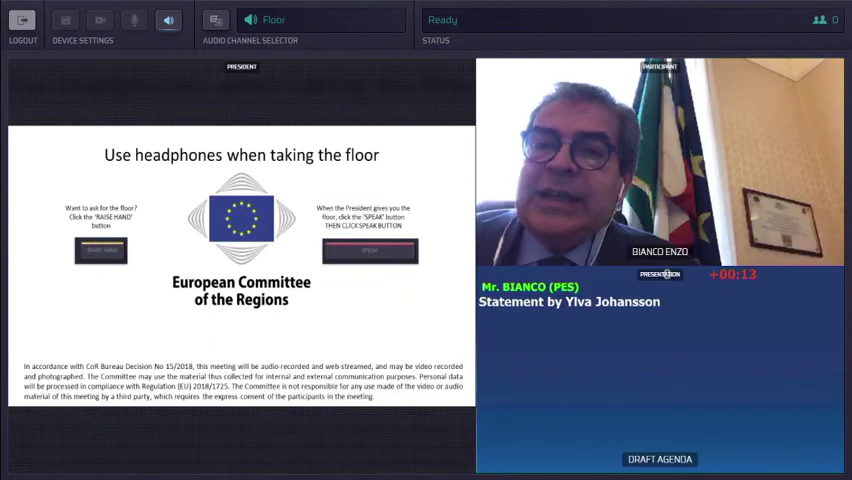 Floor
Ready
0
LOGOUT
DEVICE SETTINGS
AUDIO CHANNEL SELECTOR
STATUS
PRESIDENT
PARTICIPANT
Use headphones when taking the floor
Want to ask for the floor?
Click the 'RAISE HAND'
button
RAISE HAND
When the President gives you the
floor, click the 'SPEAK' button
THEN CLICK SPEAK BUTTON
SPEAK
European Committee
of the Regions
In accordance with CoR Bureau Decision No 15/2018, this meeting will be audio-recorded and web-streamed, and may be video recorded
and photographed. The Committee may use the material thus collected for internal and external communication purposes. Personal data
will be processed in compliance with Regulation (EU) 2018/1725. The Committee is not responsible for any use made of the video or audio
material of this meeting by a third party, which requires the express consent of the participants in the meeting.
BIANCO ENZO
PRESENTATION
+00:13
Mr. BIANCO (PES)
Statement by Ylva Johansson
DRAFT AGENDA